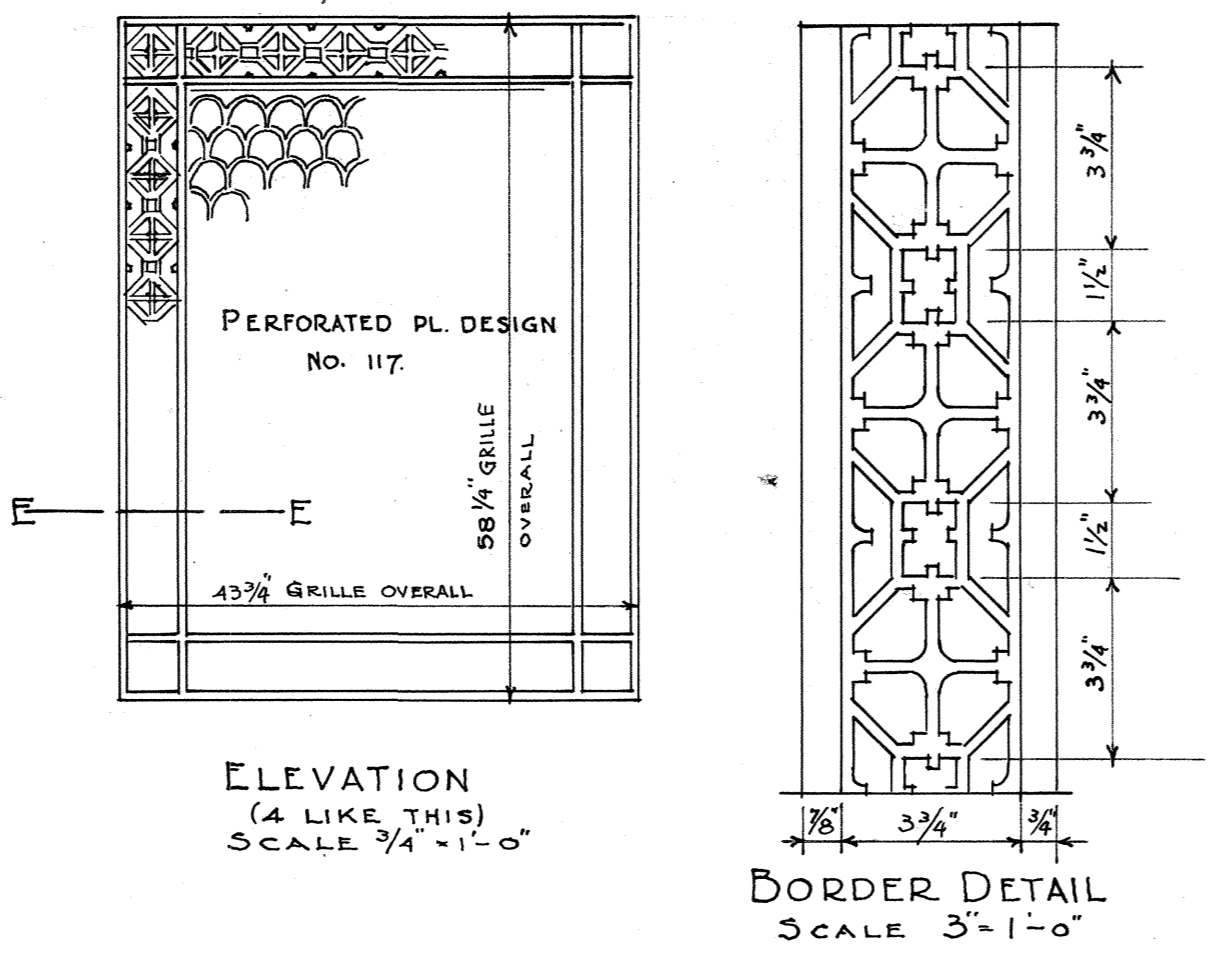 PERFORATED PL. DESIGN
No. 117.
58 1/4" GRILLE
OVERALL
E E
43 3/4" GRILLE OVERALL
ELEVATION
(4 LIKE THIS)
SCALE 3/4" = 1'-0"
3 3/4"
1 1/2"
3 3/4"
1 1/2"
3 3/4"
7/8" 3 3/4" 3/4"
BORDER DETAIL
SCALE 3" = 1'-0"